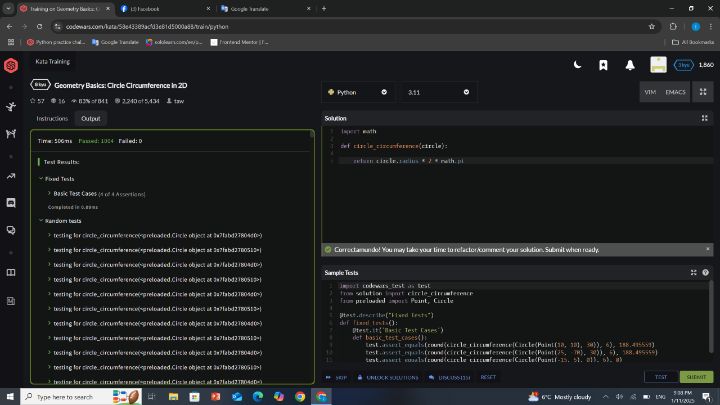 Training on Geometry Basics: C
(3) Facebook
Google Translate
codewars.com/kata/58e43389acfd3e81d5000a88/train/python
Python practice chal...
Google Translate
sololearn.com/en/p...
Frontend Mentor | F...
All Bookmarks
Kata Training
3 kyu
1,860
8 kyu
Geometry Basics: Circle Circumference in 2D
57
16
83% of 841
2,240 of 5,434
taw
Python
3.11
VIM
EMACS
Instructions
Output
Solution
Time: 506ms Passed: 1004 Failed: 0
Test Results:
Fixed Tests
Basic Test Cases (4 of 4 Assertions)
Completed in 0.09ms
Random tests
testing for circle_circumference(<preloaded.Circle object at 0x7fabd27804d0>)
testing for circle_circumference(<preloaded.Circle object at 0x7fabd2780510>)
testing for circle_circumference(<preloaded.Circle object at 0x7fabd27804d0>)
testing for circle_circumference(<preloaded.Circle object at 0x7fabd2780510>)
testing for circle_circumference(<preloaded.Circle object at 0x7fabd27804d0>)
testing for circle_circumference(<preloaded.Circle object at 0x7fabd2780510>)
testing for circle_circumference(<preloaded.Circle object at 0x7fabd27804d0>)
testing for circle_circumference(<preloaded.Circle object at 0x7fabd2780510>)
testing for circle_circumference(<preloaded.Circle object at 0x7fabd27804d0>)
testing for circle_circumference(<preloaded.Circle object at 0x7fabd2780510>)
testing for circle_circumference(<preloaded.Circle object at 0x7fabd27804d0>)
1 import math
2
3 def circle_circumference(circle):
4
5 return circle.radius * 2 * math.pi
Correctamundo! You may take your time to refactor/comment your solution. Submit when ready.
Sample Tests
1 import codewars_test as test
2 from solution import circle_circumference
3 from preloaded import Point, Circle
4
5 @test.describe("Fixed Tests")
6 def fixed_tests():
7 @test.it('Basic Test Cases')
8 def basic_test_cases():
9 test.assert_equals(round(circle_circumference(Circle(Point(10, 10), 30)), 6), 188.495559)
10 test.assert_equals(round(circle_circumference(Circle(Point(25, -70), 30)), 6), 188.495559)
11 test.assert_equals(round(circle_circumference(Circle(Point(-15, 5), 0)), 6), 0)
SKIP
UNLOCK SOLUTIONS
DISCUSS (15)
RESET
TEST
SUBMIT
Type here to search
6°C Mostly cloudy
ENG
9:08 PM
1/11/2025